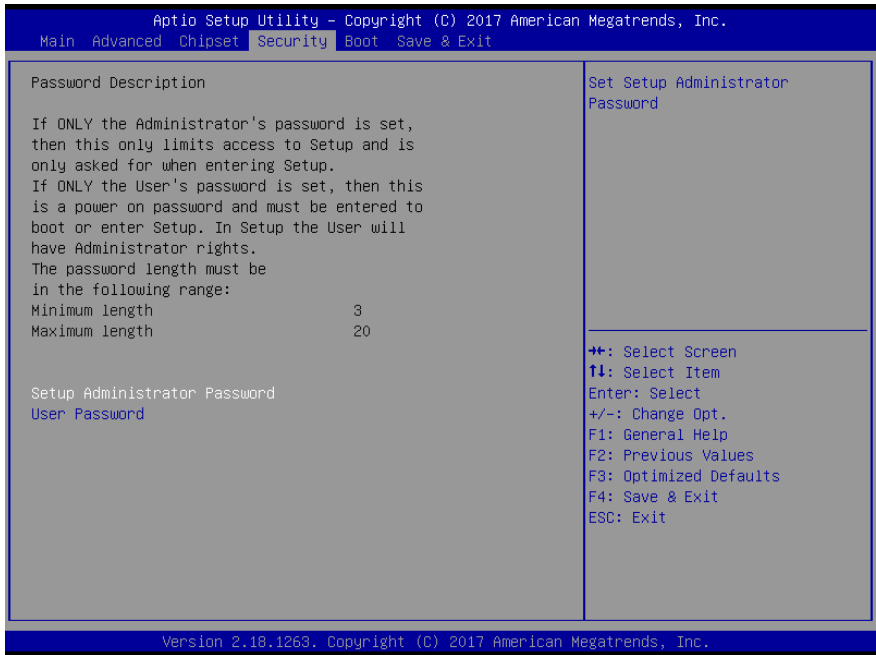 Aptio Setup Utility – Copyright (C) 2017 American Megatrends, Inc.
Main Advanced Chipset Security Boot Save & Exit
Password Description
If ONLY the Administrator's password is set,
then this only limits access to Setup and is
only asked for when entering Setup.
If ONLY the User's password is set, then this
is a power on password and must be entered to
boot or enter Setup. In Setup the User will
have Administrator rights.
The password length must be
in the following range:
Minimum length 3
Maximum length 20
Setup Administrator Password
User Password
Set Setup Administrator
Password
→←: Select Screen
↑↓: Select Item
Enter: Select
+/-: Change Opt.
F1: General Help
F2: Previous Values
F3: Optimized Defaults
F4: Save & Exit
ESC: Exit
Version 2.18.1263. Copyright (C) 2017 American Megatrends, Inc.